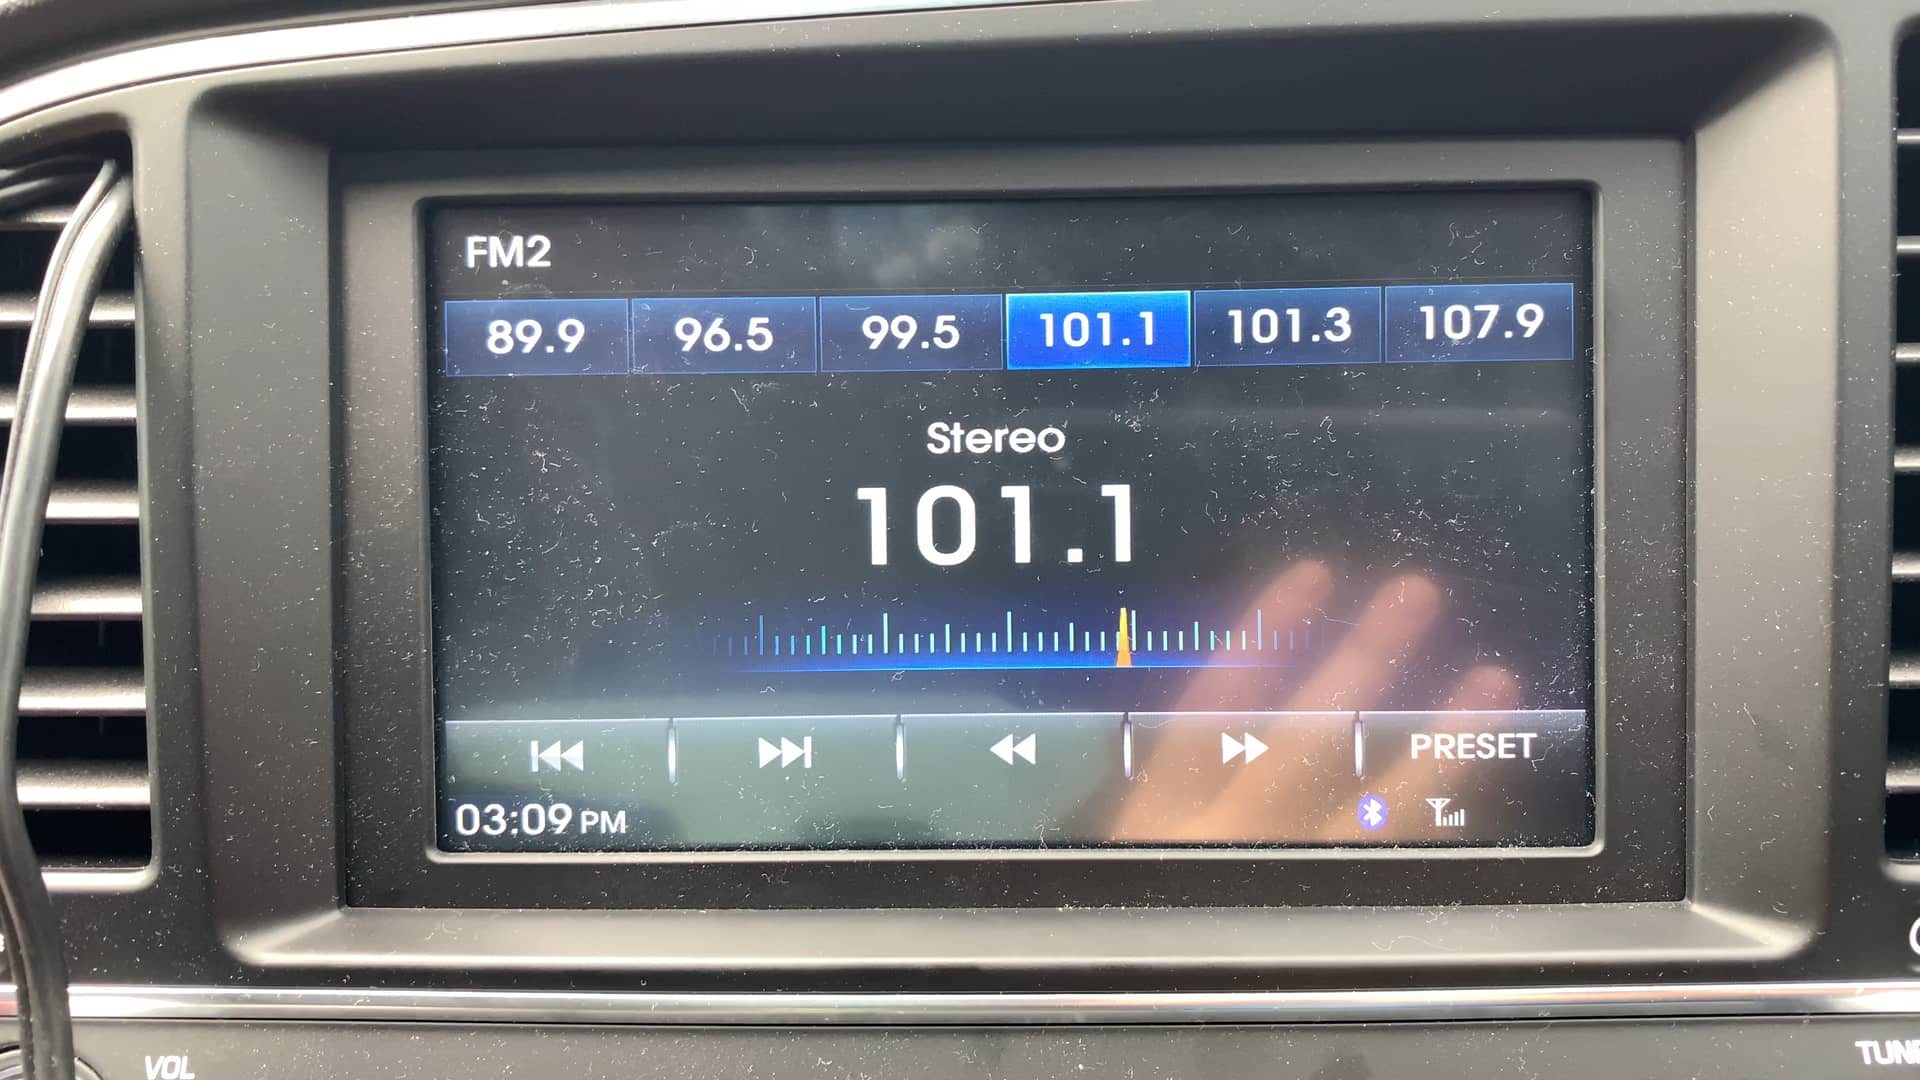 FM2
89.9 96.5 99.5 101.1 101.3 107.9
Stereo
101.1
PRESET
03:09 PM
VOL